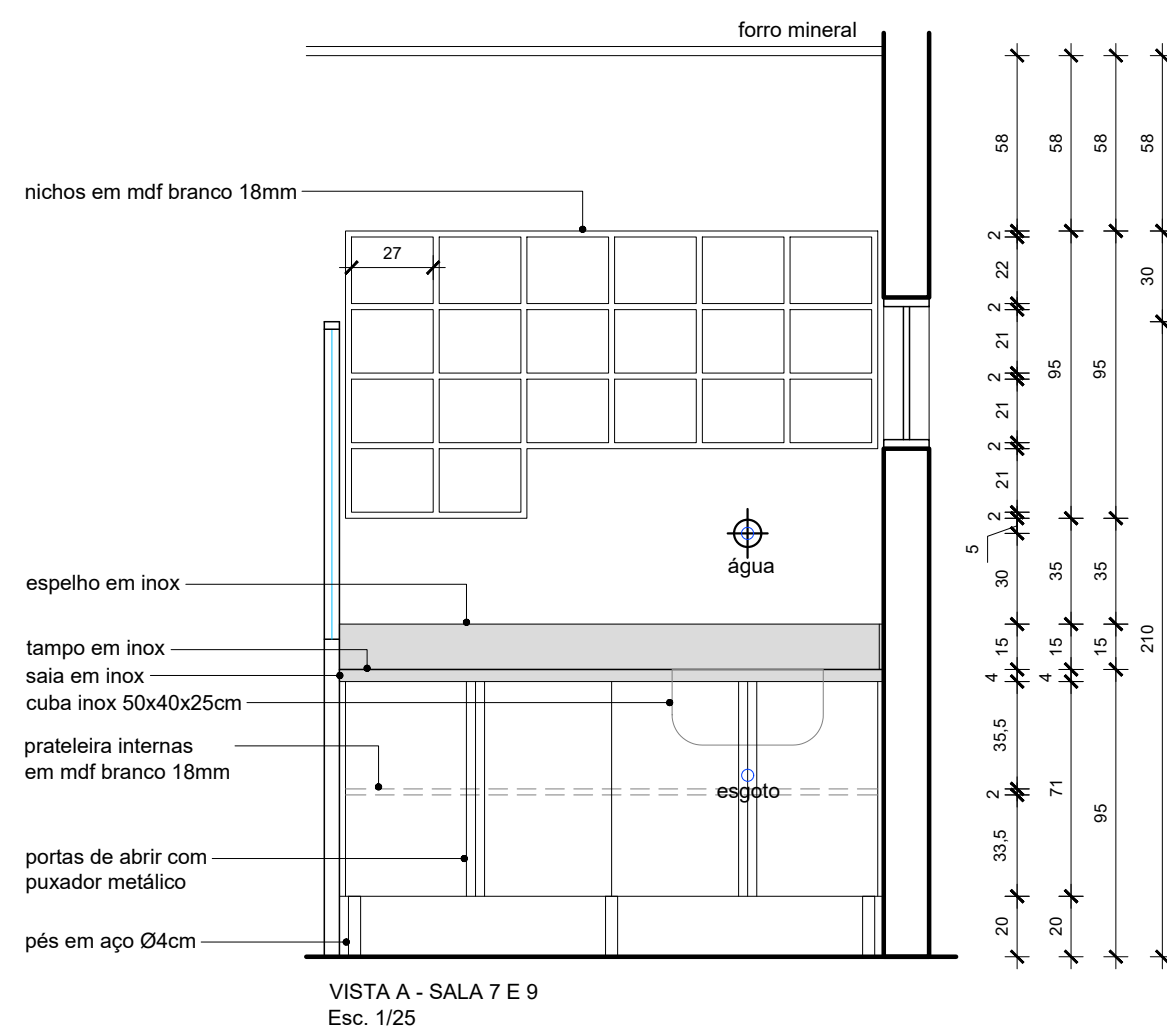 forro mineral
nichos em mdf branco 18mm
27
espelho em inox
água
tampo em inox
saia em inox
cuba inox 50x40x25cm
prateleira internas
em mdf branco 18mm
esgoto
portas de abrir com
puxador metálico
pés em aço Ø4cm
VISTA A - SALA 7 E 9
Esc. 1/25
58
2
22
2
21
2
21
2
21
2
5
30
15
4
35,5
2
33,5
20
58
95
35
15
4
71
20
58
95
35
15
95
58
30
210